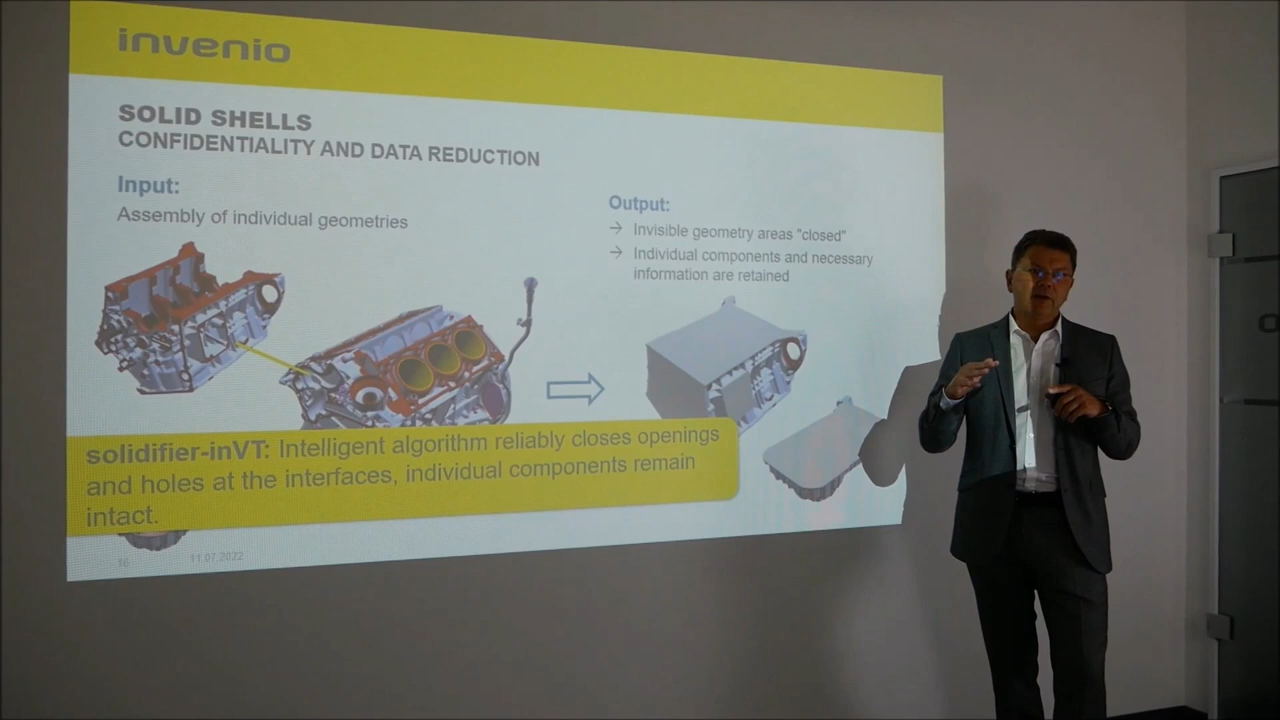 invenio
SOLID SHELLS
CONFIDENTIALITY AND DATA REDUCTION
Input:
Assembly of individual geometries
Output:
→ Invisible geometry areas "closed"
→ Individual components and necessary
information are retained
solidifier-inVT: Intelligent algorithm reliably closes openings
and holes at the interfaces, individual components remain
intact.
16 11.07.2022